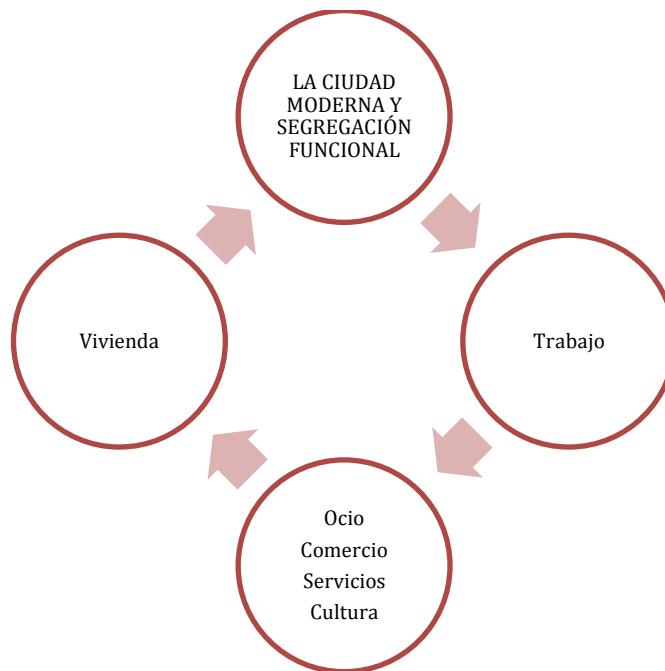 LA CIUDAD
MODERNA Y
SEGREGACIÓN
FUNCIONAL
Vivienda
Trabajo
Ocio
Comercio
Servicios
Cultura